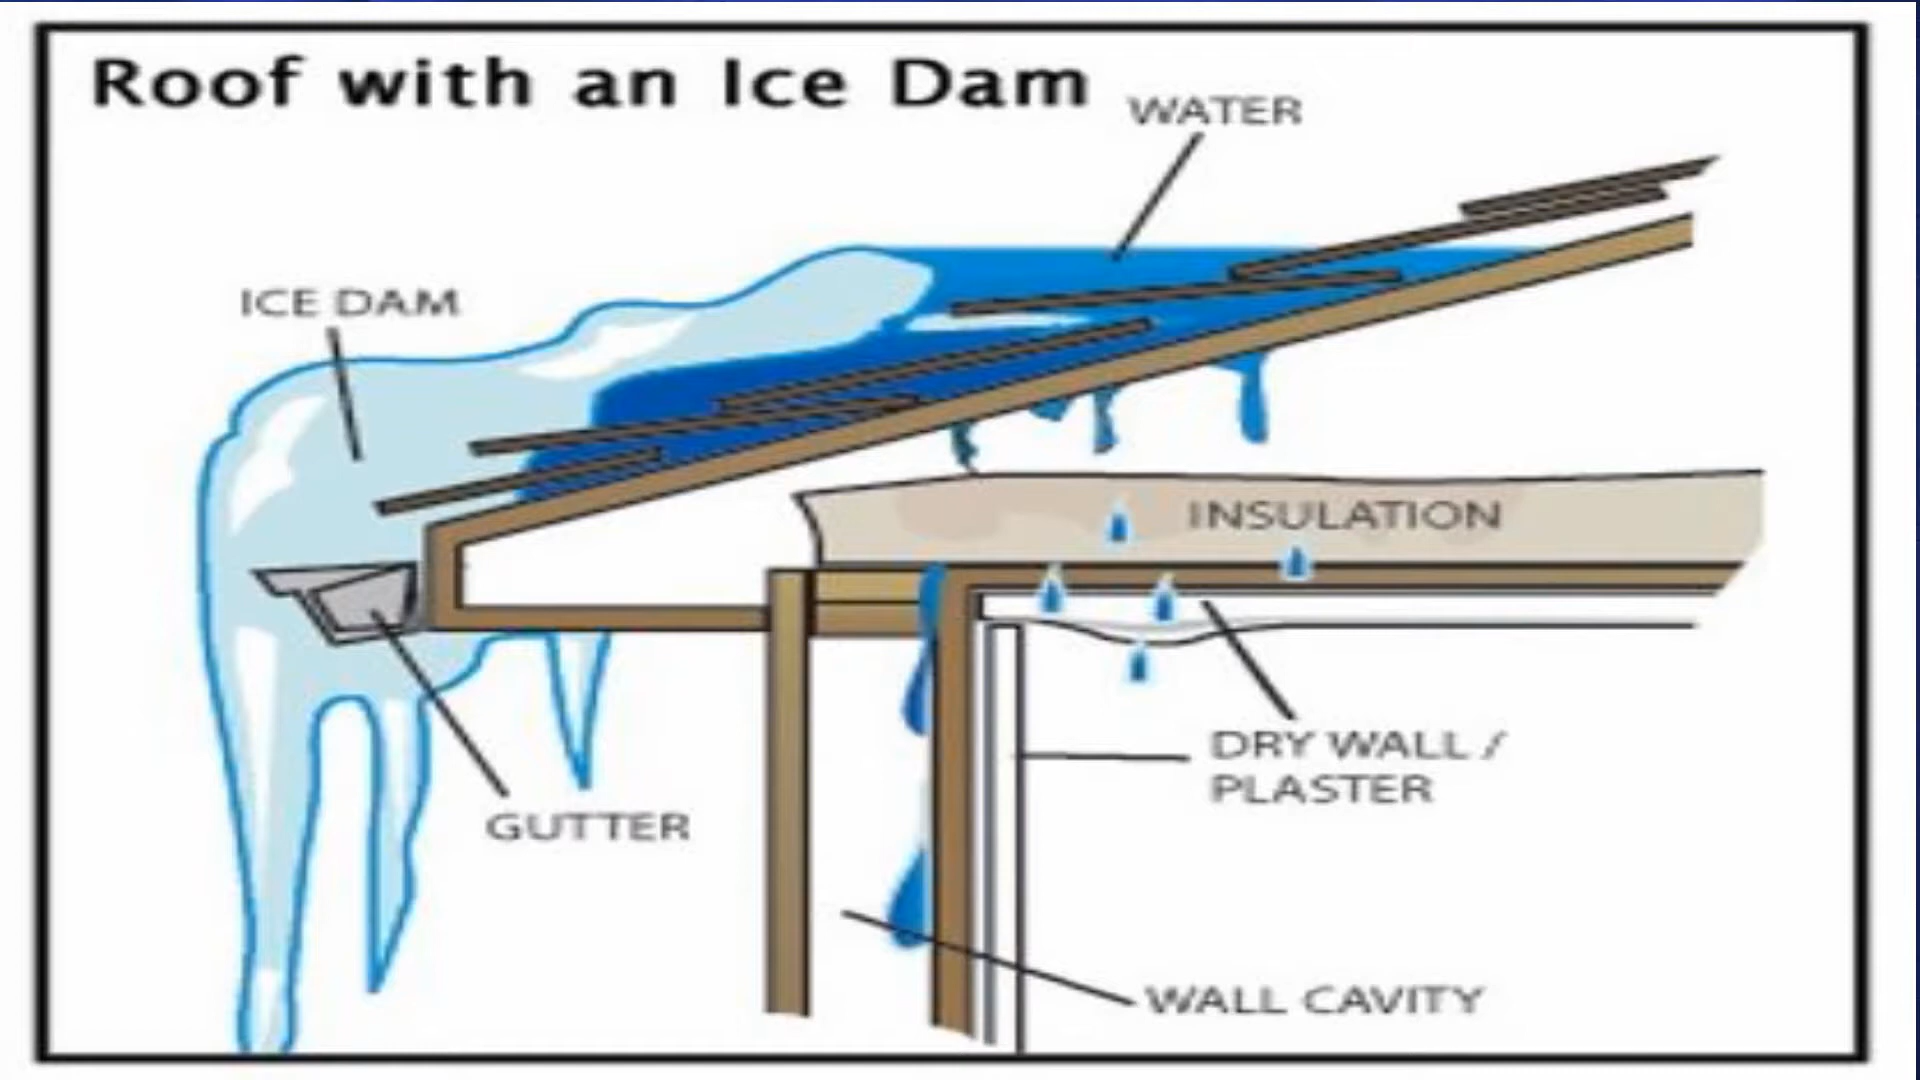 Roof with an Ice Dam
WATER
ICE DAM
INSULATION
DRY WALL /
PLASTER
GUTTER
WALL CAVITY